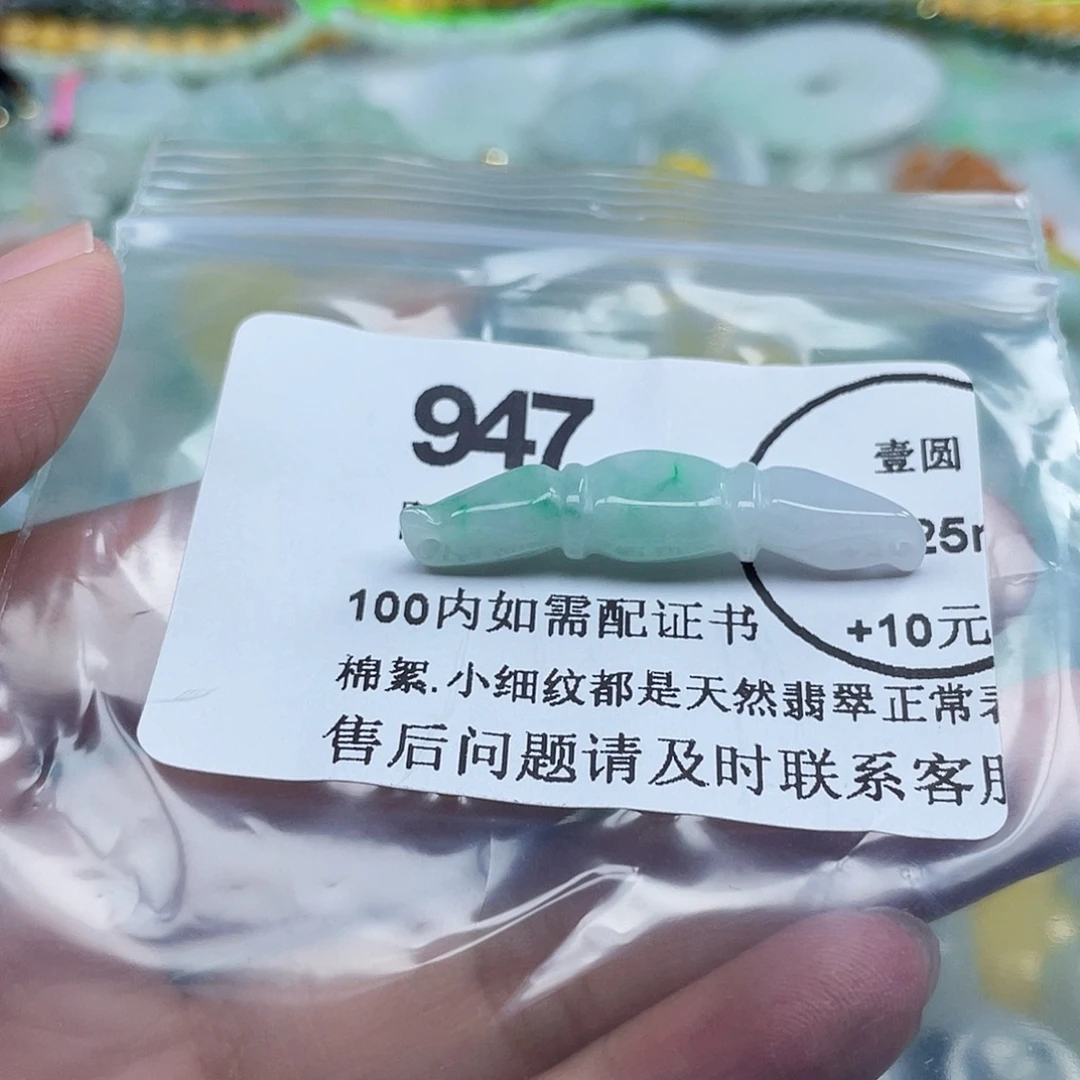 947
壹圆
25
100内如需配证书
+10元
棉絮.小细纹都是天然翡翠正常
售后问题请及时联系客